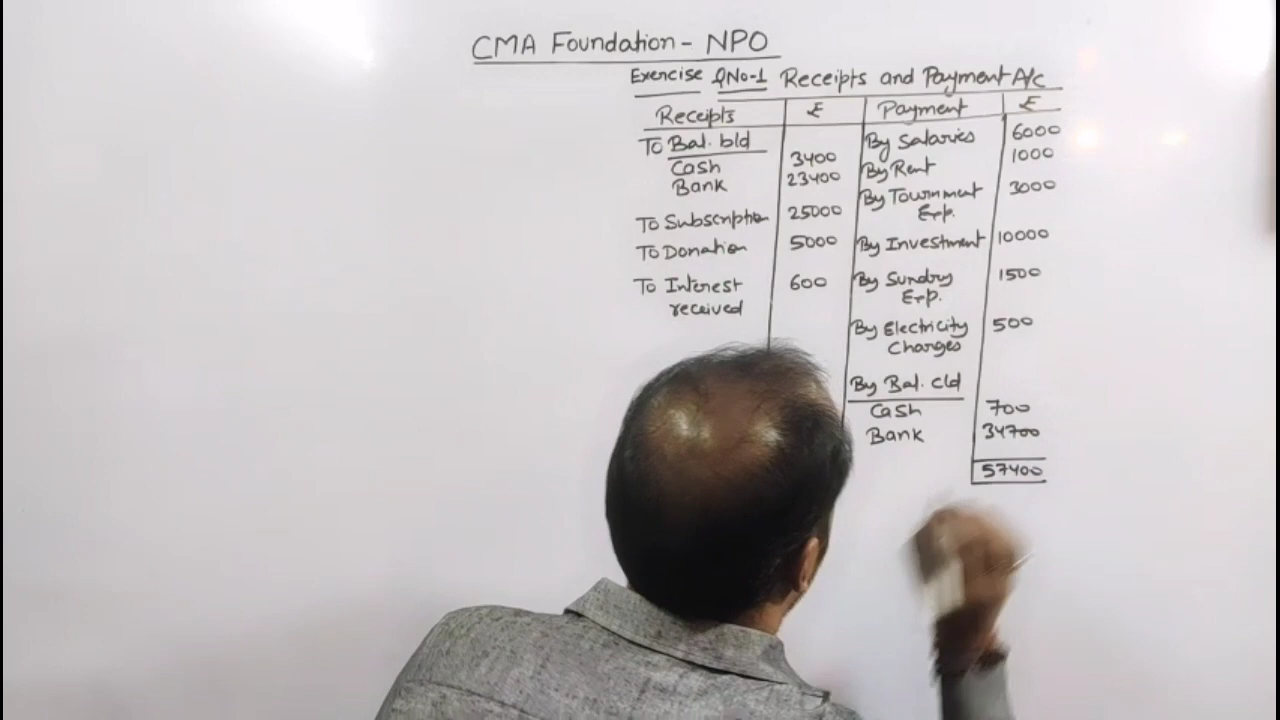 CMA Foundation - NPO
Exercise QNo-1 Receipts and Payment A/c
Receipts ₹ Payment ₹
To Bal. b/d By Salaries 6000
Cash 3400 By Rent 1000
Bank 23400 By Tournment 3000
Exp.
To Subscription 25000
To Donation 5000 By Investment 10000
To Interest 600 By Sundry 1500
received Exp.
By Electricity 500
Charges
By Bal. c/d
Cash 700
Bank 34700
57400